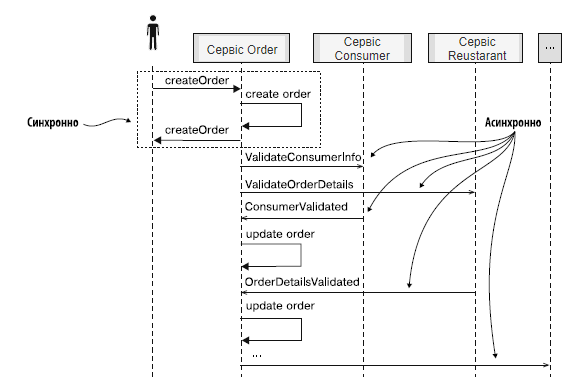 Сервіс Order
Сервіс
Consumer
Сервіс
Reustarant
...
createOrder
create order
Синхронно
createOrder
Асинхронно
ValidateConsumerInfo
ValidateOrderDetails
ConsumerValidated
update order
OrderDetailsValidated
update order
...